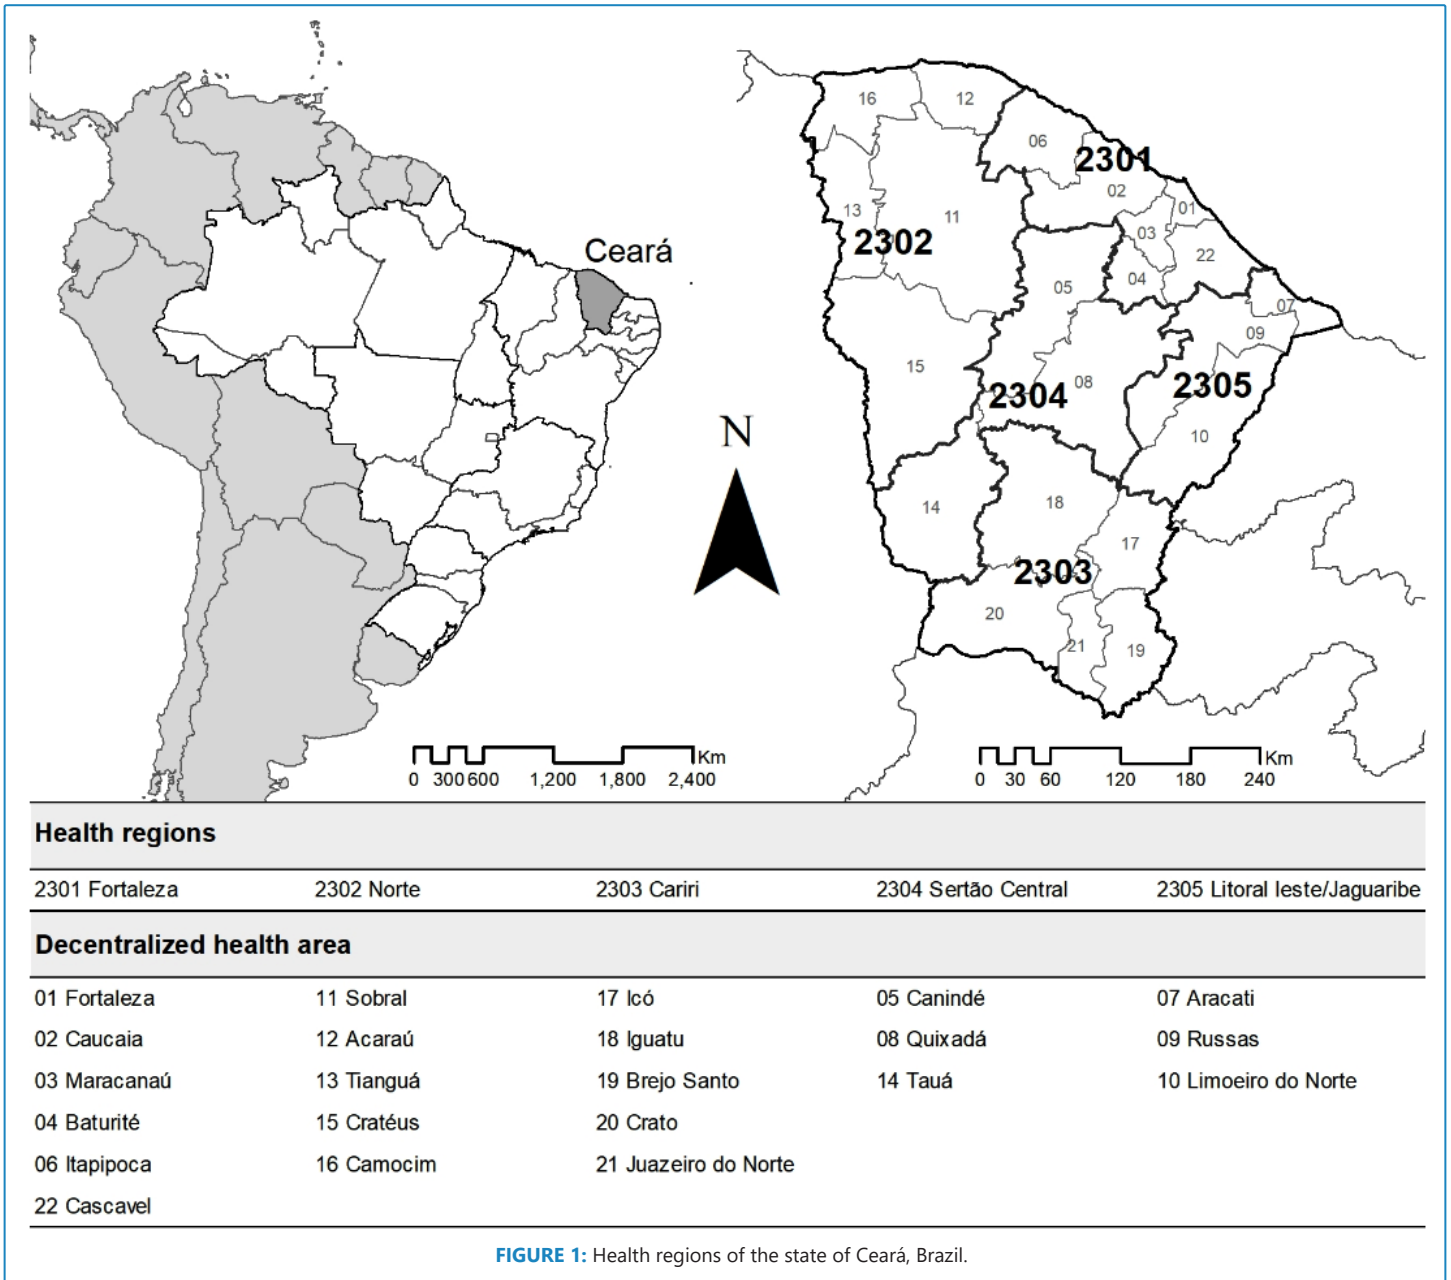 Ceará
N
0 300 600 1,200 1,800 2,400 Km
16
12
06
2301
02
01
13
11
03
2302
22
04
05
07
09
15
08
2305
2304
10
14
18
17
2303
20
21
19
0 30 60 120 180 240 Km
Health regions
2301 Fortaleza 2302 Norte 2303 Cariri 2304 Sertão Central 2305 Litoral leste/Jaguaribe
Decentralized health area
01 Fortaleza 11 Sobral 17 Icó 05 Canindé 07 Aracati
02 Caucaia 12 Acaraú 18 Iguatu 08 Quixadá 09 Russas
03 Maracanaú 13 Tianguá 19 Brejo Santo 14 Tauá 10 Limoeiro do Norte
04 Baturité 15 Cratéus 20 Crato
06 Itapipoca 16 Camocim 21 Juazeiro do Norte
22 Cascavel
FIGURE 1: Health regions of the state of Ceará, Brazil.